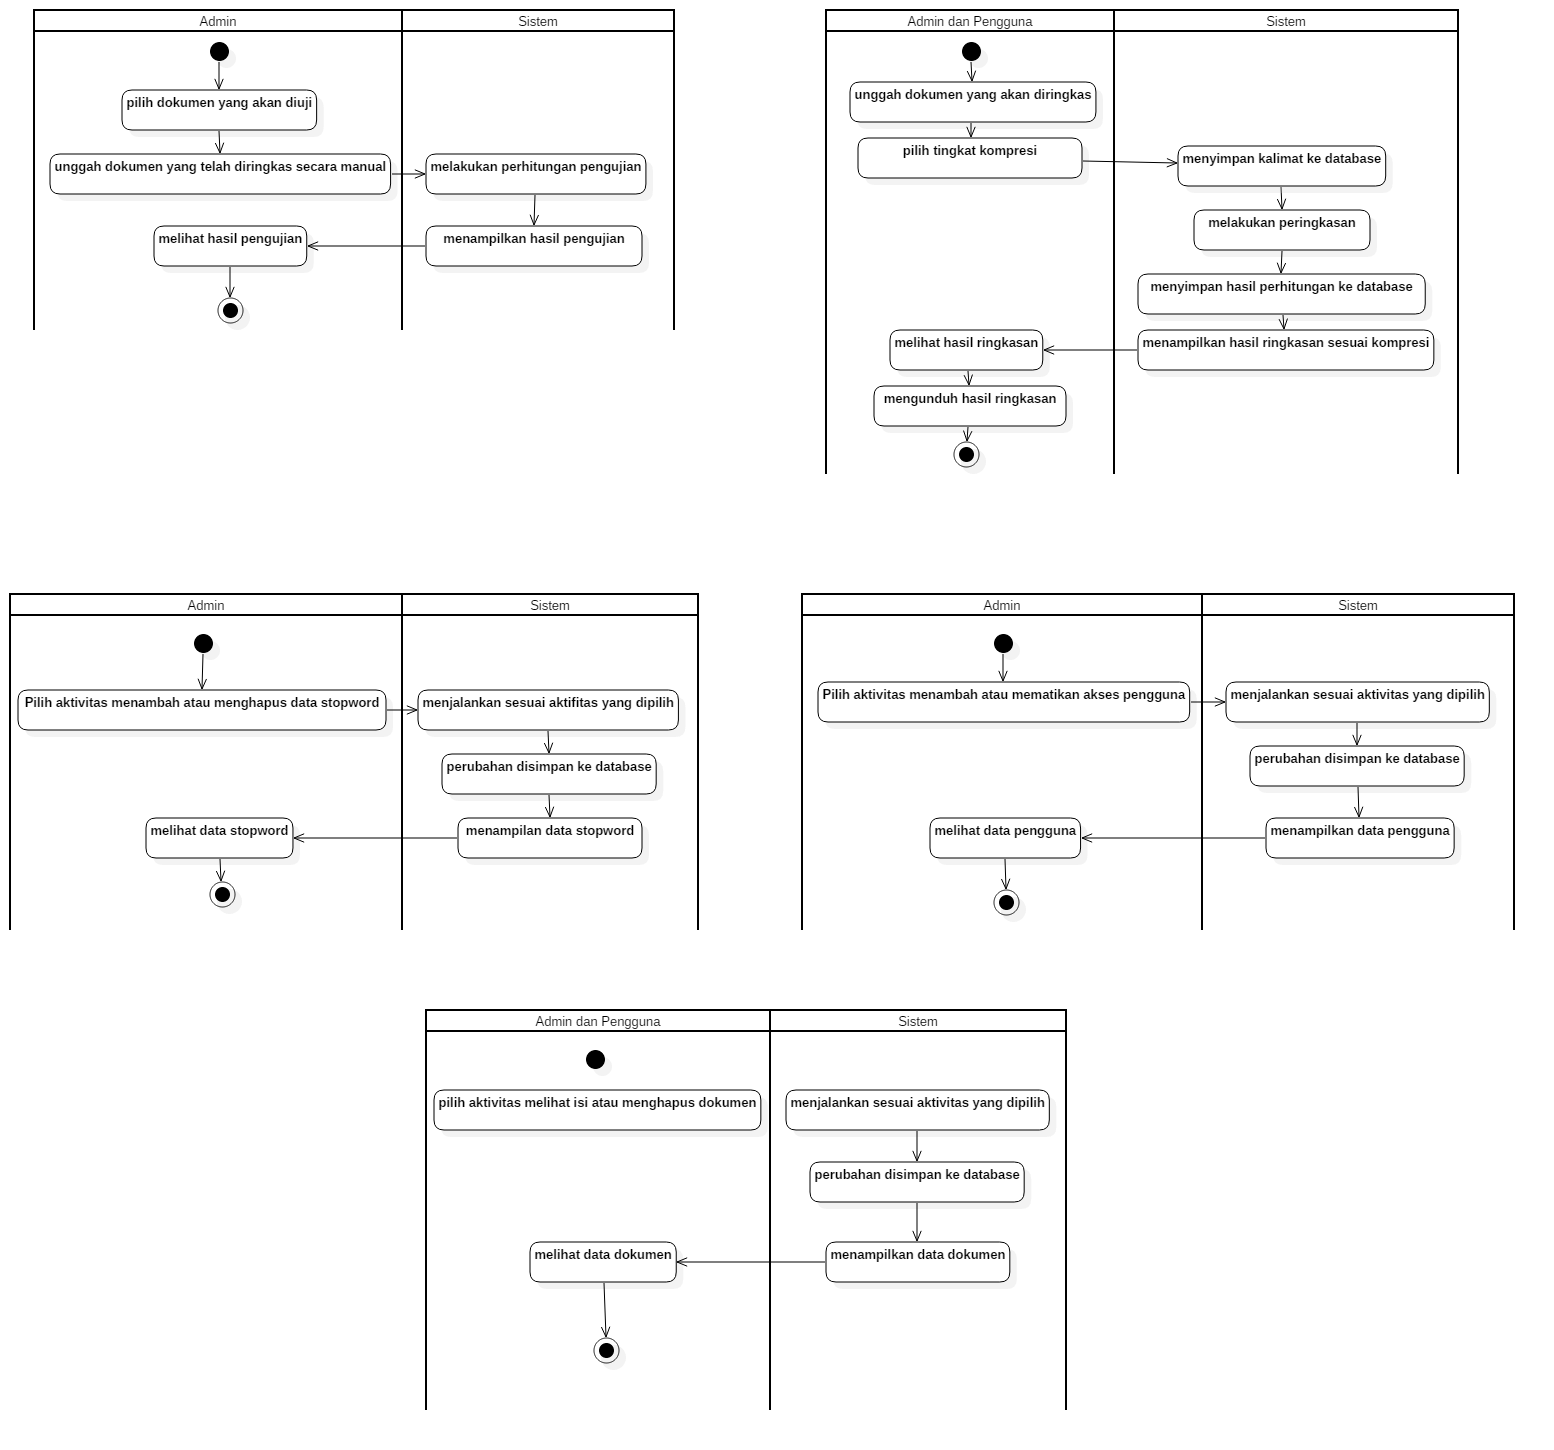 Admin
Sistem
pilih dokumen yang akan diuji
unggah dokumen yang telah diringkas secara manual
melakukan perhitungan pengujian
melihat hasil pengujian
menampilkan hasil pengujian
Admin dan Pengguna
Sistem
unggah dokumen yang akan diringkas
pilih tingkat kompresi
menyimpan kalimat ke database
melakukan peringkasan
menyimpan hasil perhitungan ke database
melihat hasil ringkasan
menampilkan hasil ringkasan sesuai kompresi
mengunduh hasil ringkasan
Admin
Sistem
Pilih aktivitas menambah atau menghapus data stopword
menjalankan sesuai aktifitas yang dipilih
perubahan disimpan ke database
melihat data stopword
menampilan data stopword
Admin
Sistem
Pilih aktivitas menambah atau mematikan akses pengguna
menjalankan sesuai aktivitas yang dipilih
perubahan disimpan ke database
melihat data pengguna
menampilkan data pengguna
Admin dan Pengguna
Sistem
pilih aktivitas melihat isi atau menghapus dokumen
menjalankan sesuai aktivitas yang dipilih
perubahan disimpan ke database
melihat data dokumen
menampilkan data dokumen